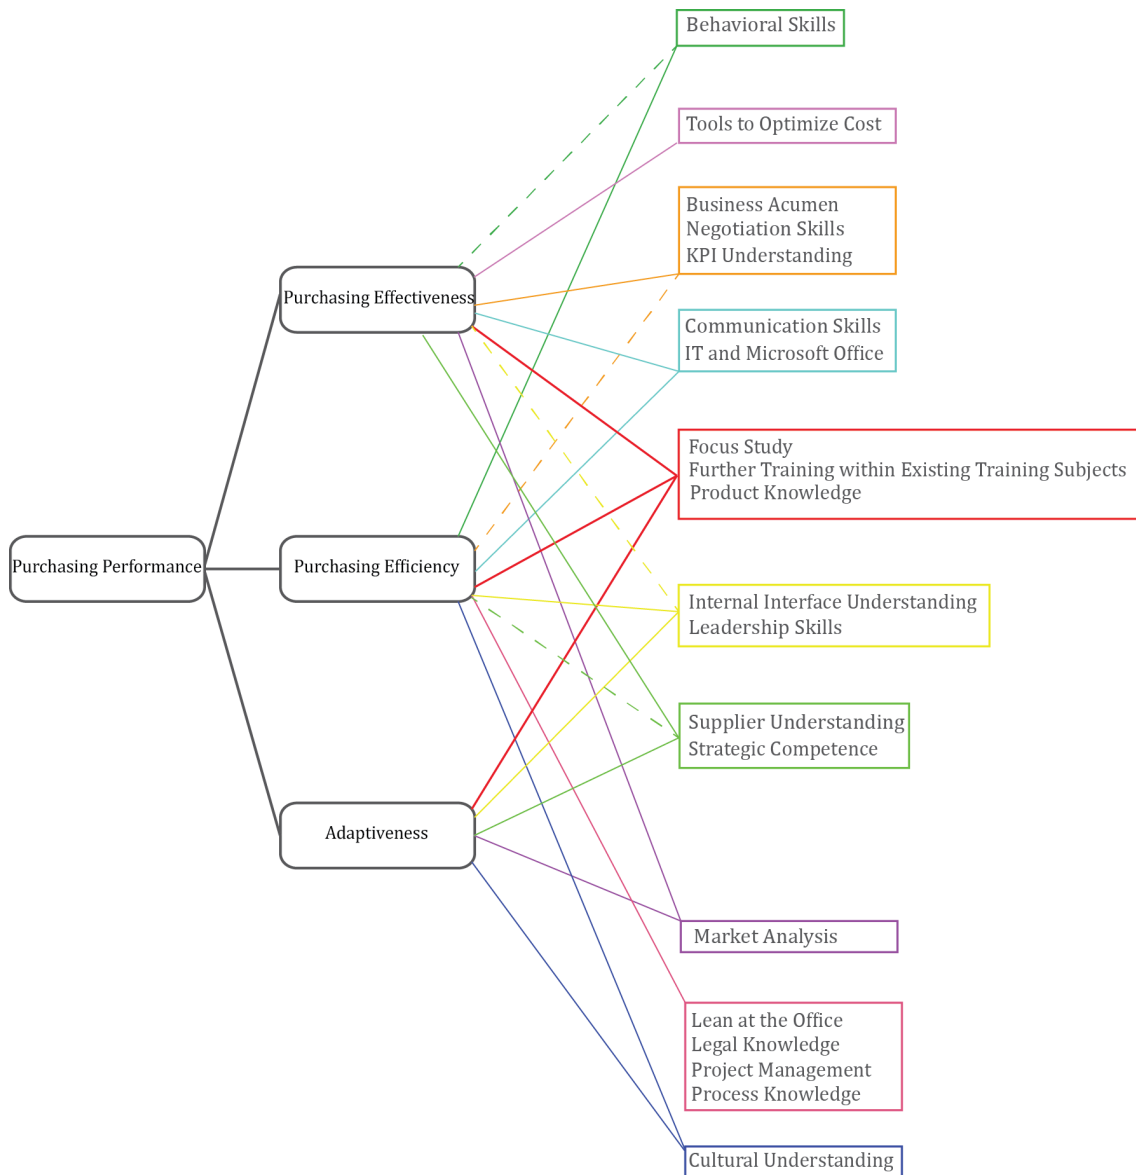 Behavioral Skills
Tools to Optimize Cost
Business Acumen
Negotiation Skills
KPI Understanding
Purchasing Effectiveness
Communication Skills
IT and Microsoft Office
Focus Study
Further Training within Existing Training Subjects
Product Knowledge
Purchasing Performance
Purchasing Efficiency
Internal Interface Understanding
Leadership Skills
Supplier Understanding
Strategic Competence
Adaptiveness
Market Analysis
Lean at the Office
Legal Knowledge
Project Management
Process Knowledge
Cultural Understanding